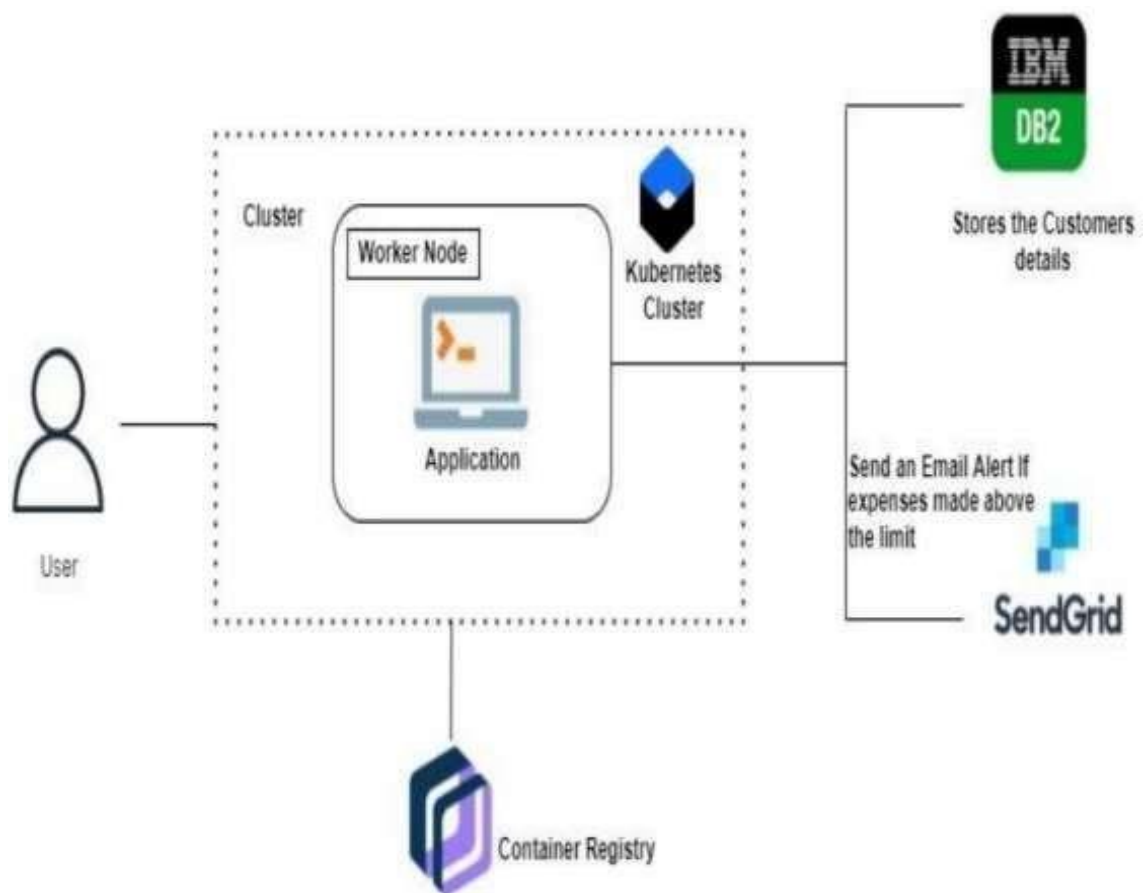 IBM
DB2
Stores the Customers
details
Cluster
Worker Node
Kubernetes
Cluster
Application
User
Send an Email Alert If
expenses made above
the limit
SendGrid
Container Registry